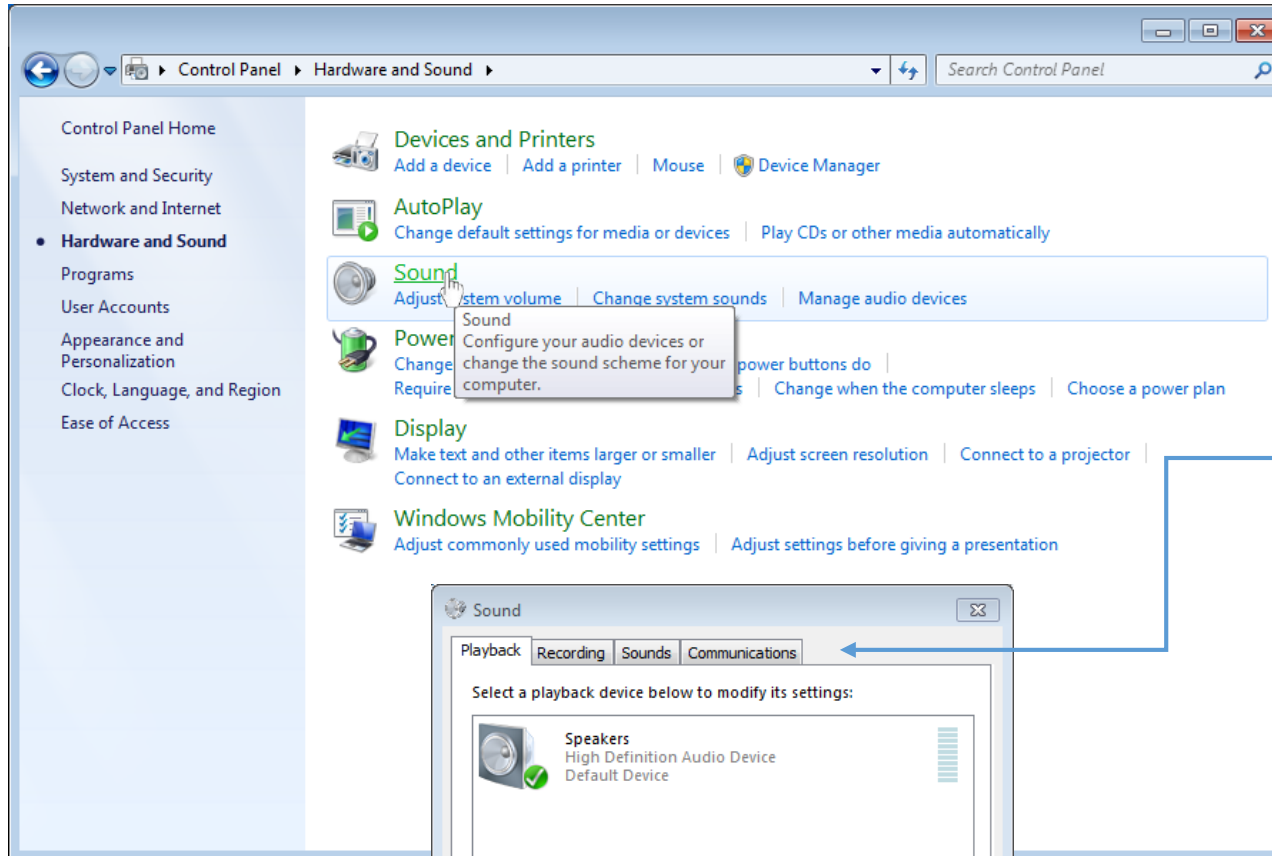 Control Panel Hardware and Sound Search Control Panel
Control Panel Home
System and Security
Network and Internet
Hardware and Sound
Programs
User Accounts
Appearance and
Personalization
Clock, Language, and Region
Ease of Access
Devices and Printers
Add a device Add a printer Mouse Device Manager
AutoPlay
Change default settings for media or devices Play CDs or other media automatically
Sound
Adjust system volume Change system sounds Manage audio devices
Sound
Configure your audio devices or
change the sound scheme for your
computer.
Power
Change power buttons do
Require Change when the computer sleeps Choose a power plan
Display
Make text and other items larger or smaller Adjust screen resolution Connect to a projector
Connect to an external display
Windows Mobility Center
Adjust commonly used mobility settings Adjust settings before giving a presentation
Sound
Playback Recording Sounds Communications
Select a playback device below to modify its settings:
Speakers
High Definition Audio Device
Default Device